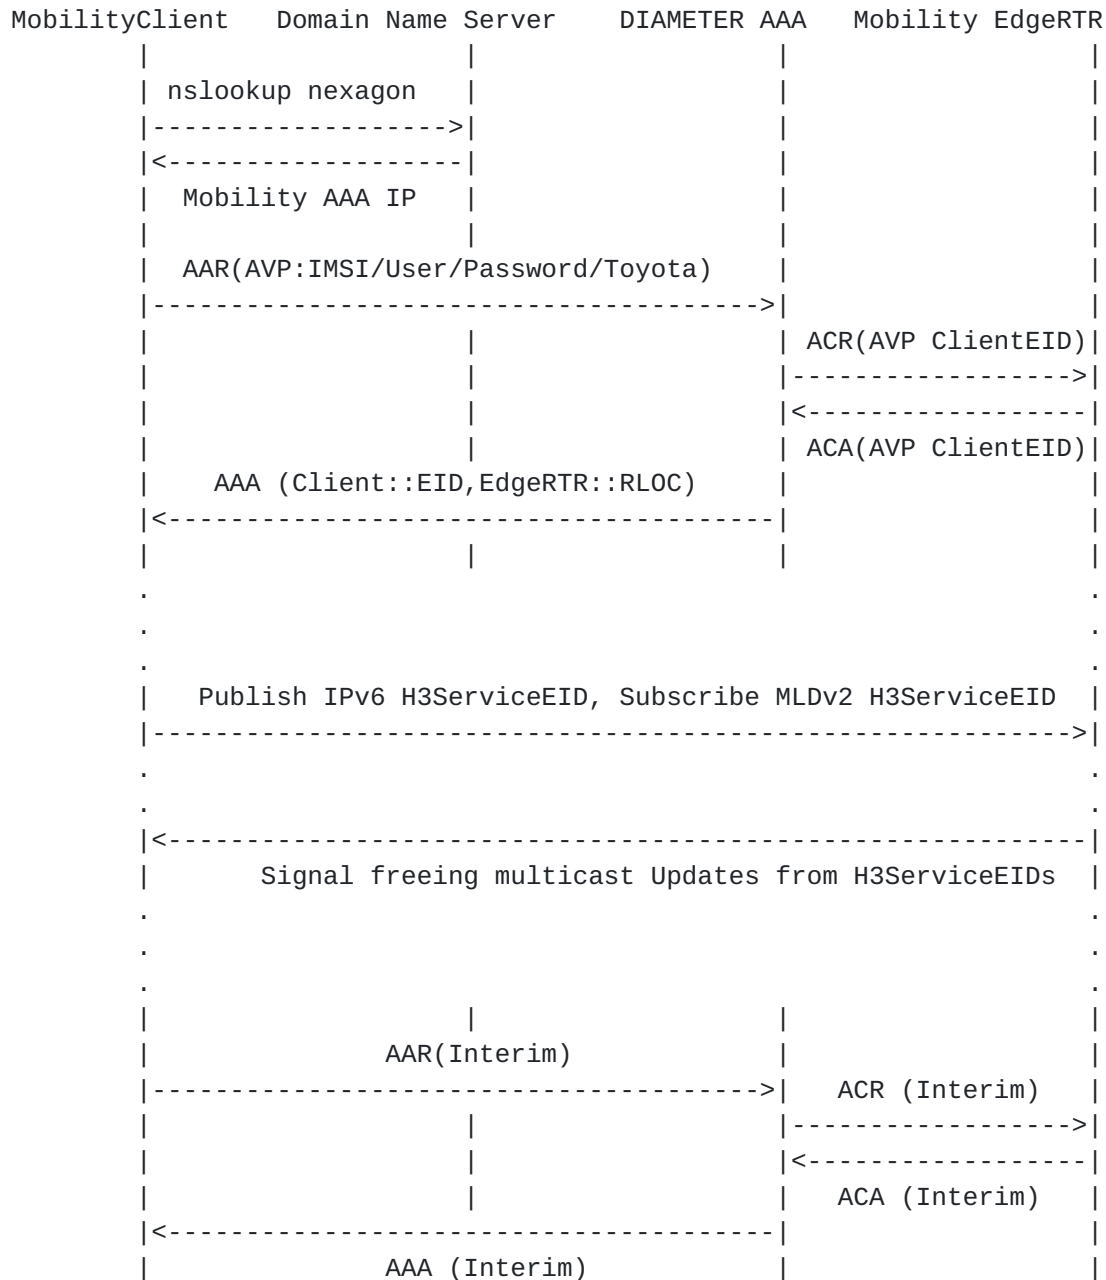 MobilityClient   Domain Name Server    DIAMETER AAA   Mobility EdgeRTR
nslookup nexagon
Mobility AAA IP
AAR(AVP:IMSI/User/Password/Toyota)
ACR(AVP ClientEID)
ACA(AVP ClientEID)
AAA (Client::EID,EdgeRTR::RLOC)
Publish IPv6 H3ServiceEID, Subscribe MLDv2 H3ServiceEID
Signal freeing multicast Updates from H3ServiceEIDs
AAR(Interim)
ACR (Interim)
ACA (Interim)
AAA (Interim)